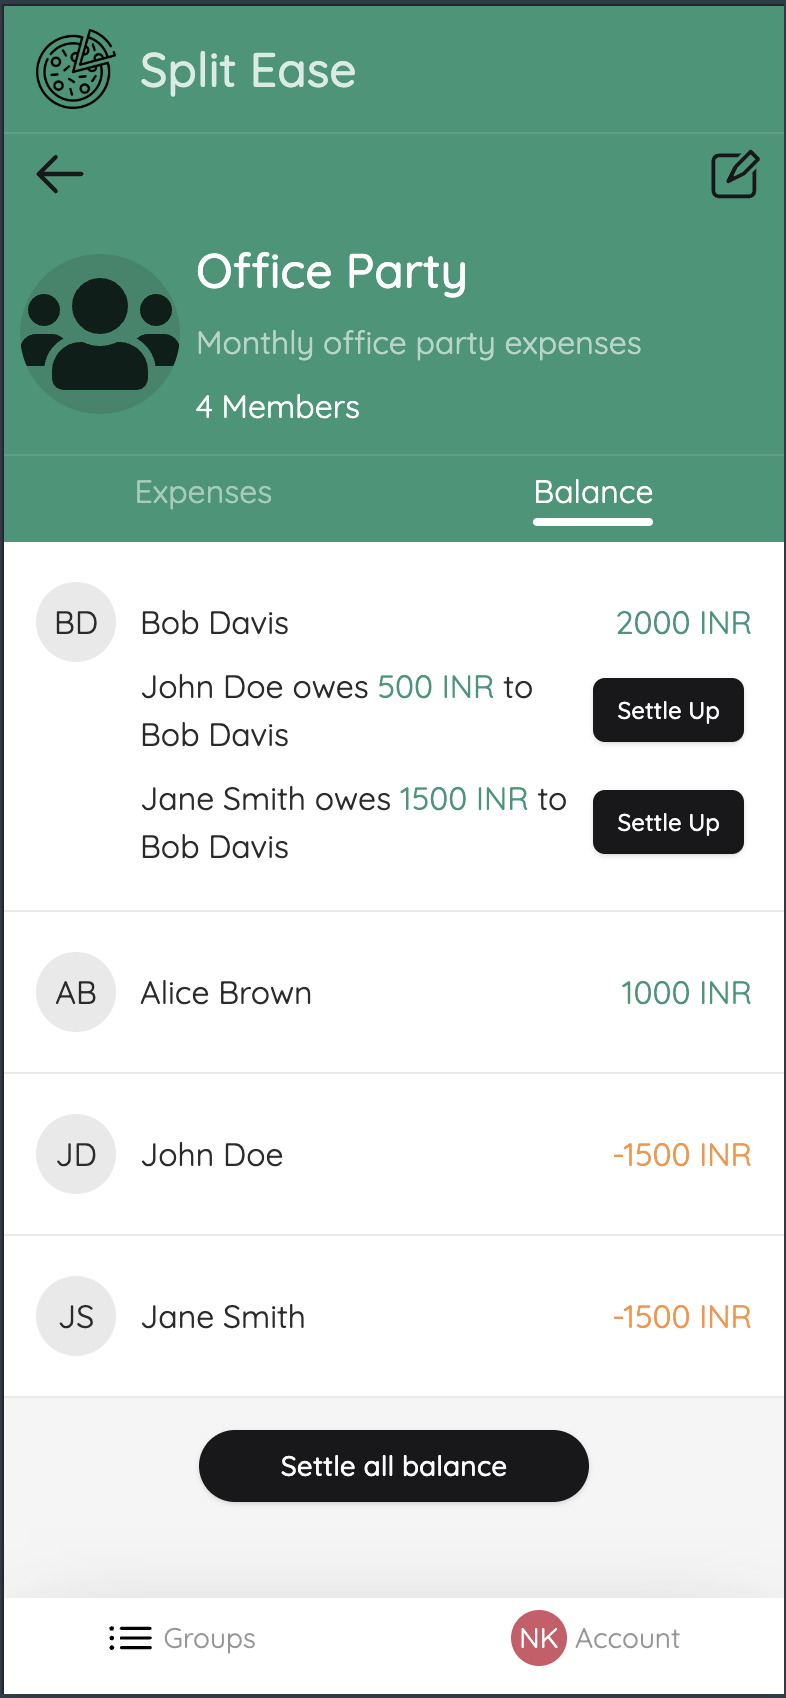 Split Ease
Office Party
Monthly office party expenses
4 Members
Expenses
Balance
BD
Bob Davis
2000 INR
John Doe owes 500 INR to
Bob Davis
Settle Up
Jane Smith owes 1500 INR to
Bob Davis
Settle Up
AB
Alice Brown
1000 INR
JD
John Doe
-1500 INR
JS
Jane Smith
-1500 INR
Settle all balance
Groups
NK
Account